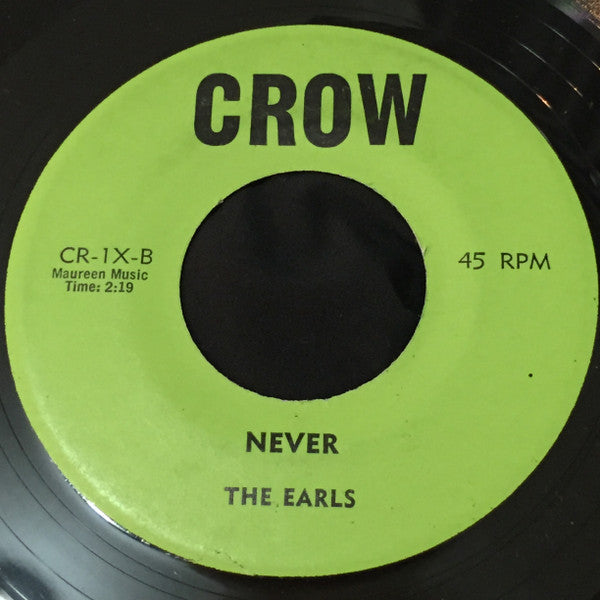 CROW
CR-1X-B
Maureen Music
Time: 2:19
45 RPM
NEVER
THE EARLS